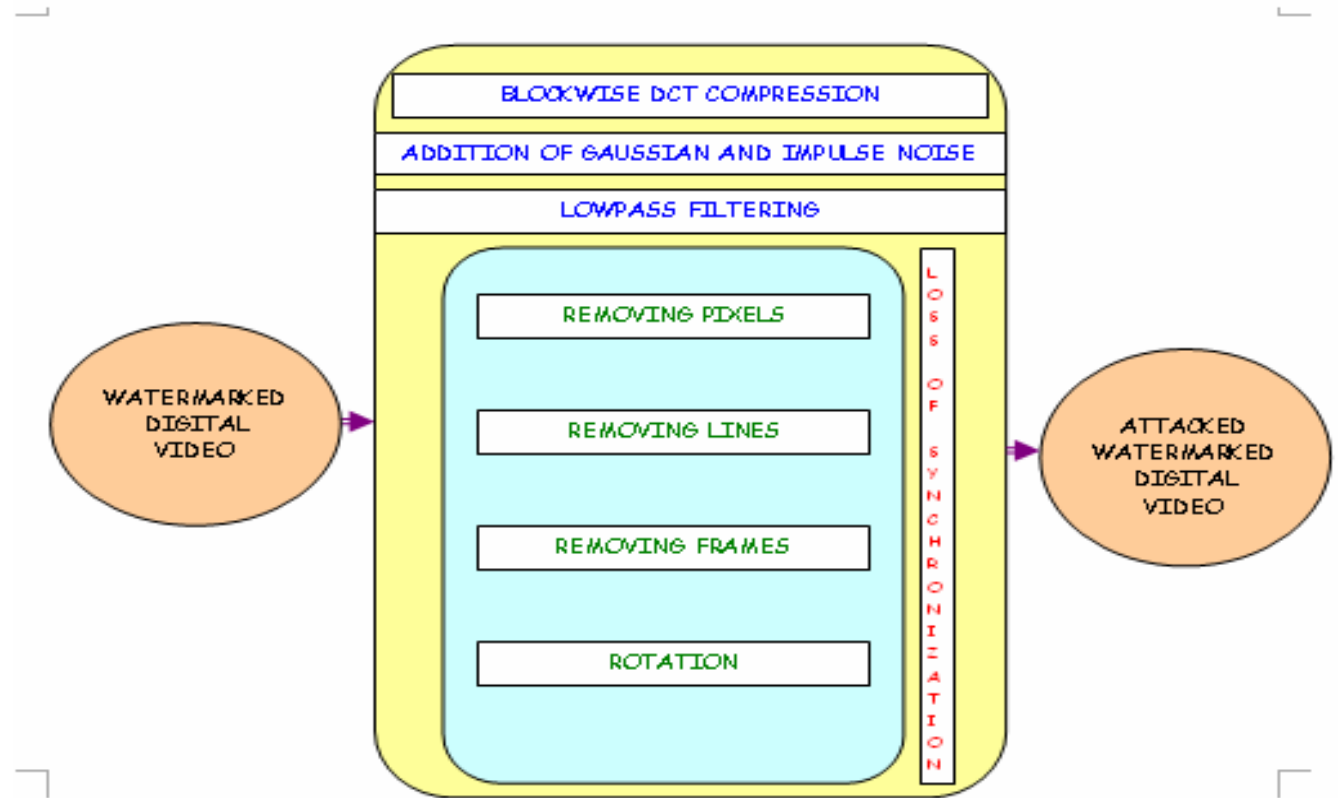 BLOCKWISE DCT COMPRESSION
ADDITION OF GAUSSIAN AND IMPULSE NOISE
LOWPASS FILTERING
REMOVING PIXELS
REMOVING LINES
REMOVING FRAMES
ROTATION
LOSS OF SYNCHRONIZATION
WATERMARKED
DIGITAL
VIDEO
ATTACKED
WATERMARKED
DIGITAL
VIDEO